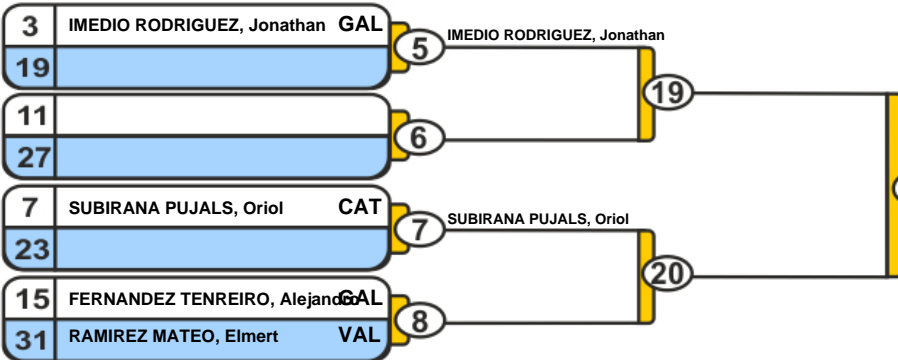 3 IMEDIO RODRIGUEZ, Jonathan GAL
19
5 IMEDIO RODRIGUEZ, Jonathan
19
11
27
6
7 SUBIRANA PUJALS, Oriol CAT
23
7 SUBIRANA PUJALS, Oriol
20
15 FERNANDEZ TENREIRO, Alejandro GAL
31 RAMIREZ MATEO, Elmert VAL
8